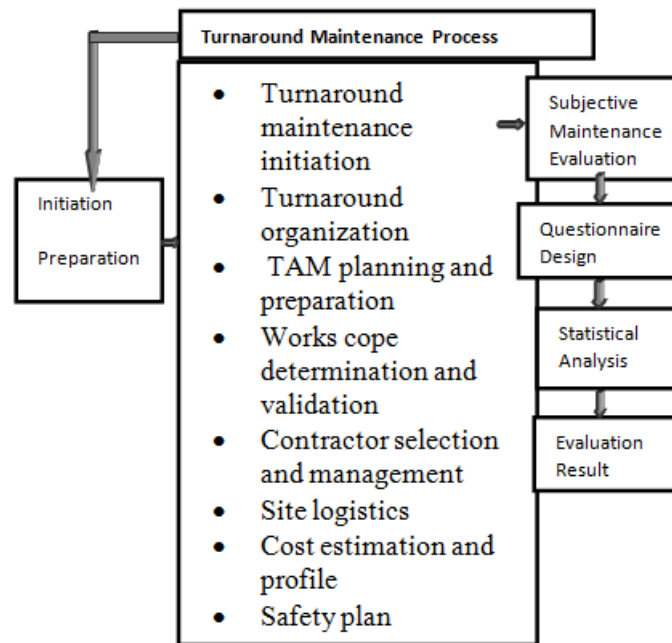 Turnaround Maintenance Process
Initiation
Preparation
• Turnaround
maintenance
initiation
• Turnaround
organization
• TAM planning and
preparation
• Works cope
determination and
validation
• Contractor selection
and management
• Site logistics
• Cost estimation and
profile
• Safety plan
Subjective
Maintenance
Evaluation
Questionnaire
Design
Statistical
Analysis
Evaluation
Result